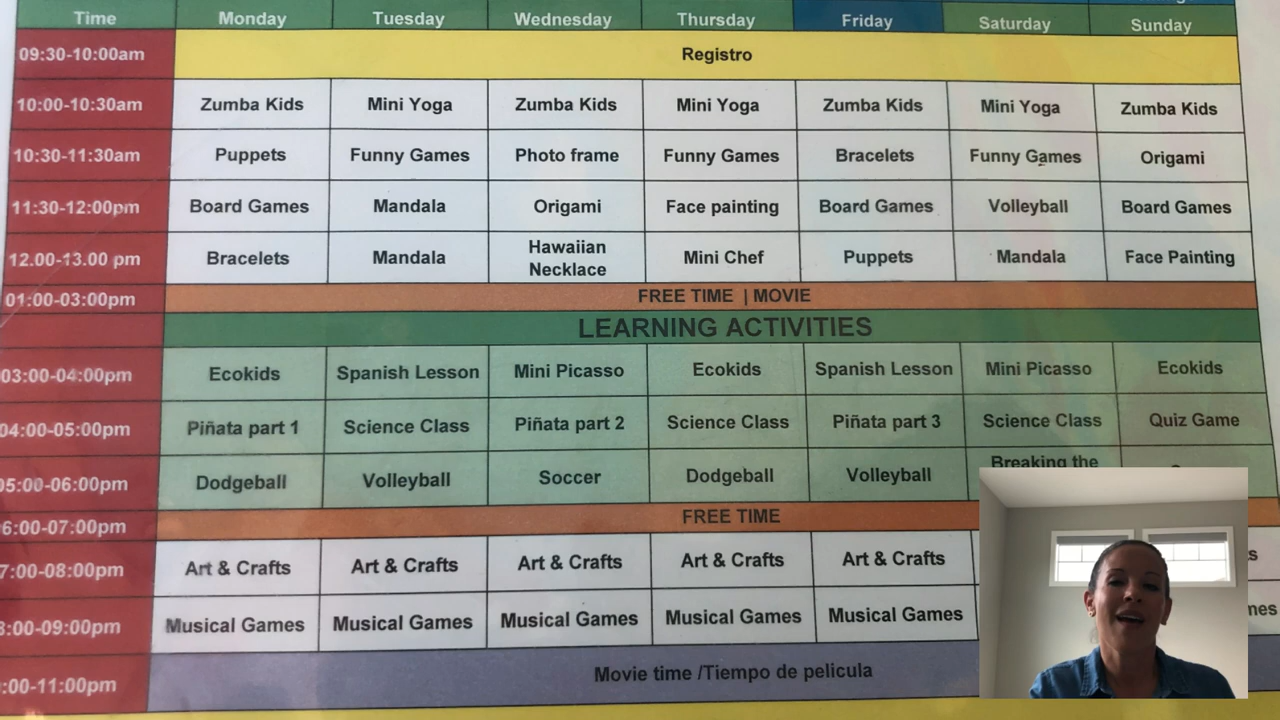 Time Monday Tuesday Wednesday Thursday Friday Saturday Sunday
09:30-10:00am Registro
10:00-10:30am Zumba Kids Mini Yoga Zumba Kids Mini Yoga Zumba Kids Mini Yoga Zumba Kids
10:30-11:30am Puppets Funny Games Photo frame Funny Games Bracelets Funny Games Origami
11:30-12:00pm Board Games Mandala Origami Face painting Board Games Volleyball Board Games
12.00-13.00 pm Bracelets Mandala Hawaiian Necklace Mini Chef Puppets Mandala Face Painting
01:00-03:00pm FREE TIME | MOVIE
LEARNING ACTIVITIES
03:00-04:00pm Ecokids Spanish Lesson Mini Picasso Ecokids Spanish Lesson Mini Picasso Ecokids
04:00-05:00pm Piñata part 1 Science Class Piñata part 2 Science Class Piñata part 3 Science Class Quiz Game
05:00-06:00pm Dodgeball Volleyball Soccer Dodgeball Volleyball Breaking the
6:00-07:00pm FREE TIME
7:00-08:00pm Art & Crafts Art & Crafts Art & Crafts Art & Crafts Art & Crafts
8:00-09:00pm Musical Games Musical Games Musical Games Musical Games Musical Games
:00-11:00pm Movie time /Tiempo de pelicula